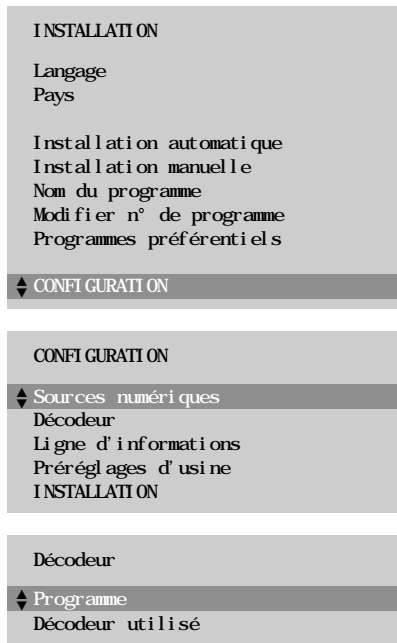 INSTALLATION
Langage
Pays
Installation automatique
Installation manuelle
Nom du programme
Modifier n° de programme
Programmes préférentiels
CONFIGURATION
CONFIGURATION
Sources numériques
Décodeur
Ligne d'informations
Préréglages d'usine
INSTALLATION
Décodeur
Programme
Décodeur utilisé